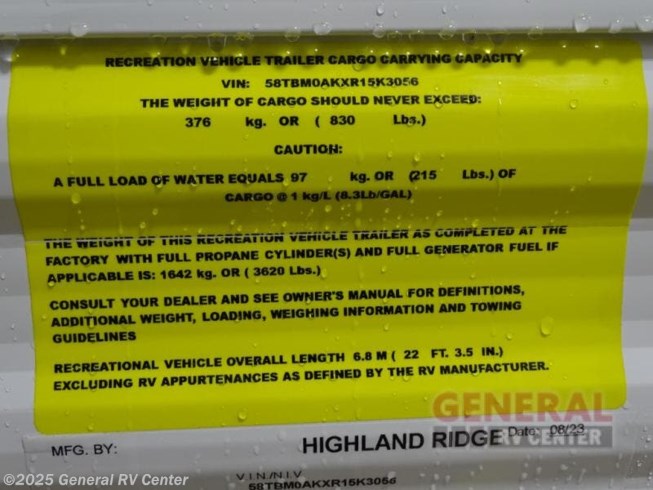 RECREATION VEHICLE TRAILER CARGO CARRYING CAPACITY
VIN: 58TBM0AKXR15K3056
THE WEIGHT OF CARGO SHOULD NEVER EXCEED:
376 kg. OR ( 830 Lbs.)
CAUTION:
A FULL LOAD OF WATER EQUALS 97 kg. OR (215 Lbs.) OF
CARGO @ 1 kg/L (8.3Lb/GAL)
THE WEIGHT OF THIS RECREATION VEHICLE TRAILER AS COMPLETED AT THE
FACTORY WITH FULL PROPANE CYLINDER(S) AND FULL GENERATOR FUEL IF
APPLICABLE IS: 1642 kg. OR ( 3620 Lbs.)
CONSULT YOUR DEALER AND SEE OWNER'S MANUAL FOR DEFINITIONS,
ADDITIONAL WEIGHT, LOADING, WEIGHING INFORMATION AND TOWING
GUIDELINES
RECREATIONAL VEHICLE OVERALL LENGTH 6.8 M ( 22 FT. 3.5 IN.)
EXCLUDING RV APPURTENANCES AS DEFINED BY THE RV MANUFACTURER.
GENERAL
RV CENTER
MFG. BY: HIGHLAND RIDGE Date: 08/23
V I N./N I V
58TBM0AKXR15K3056
©2025 General RV Center